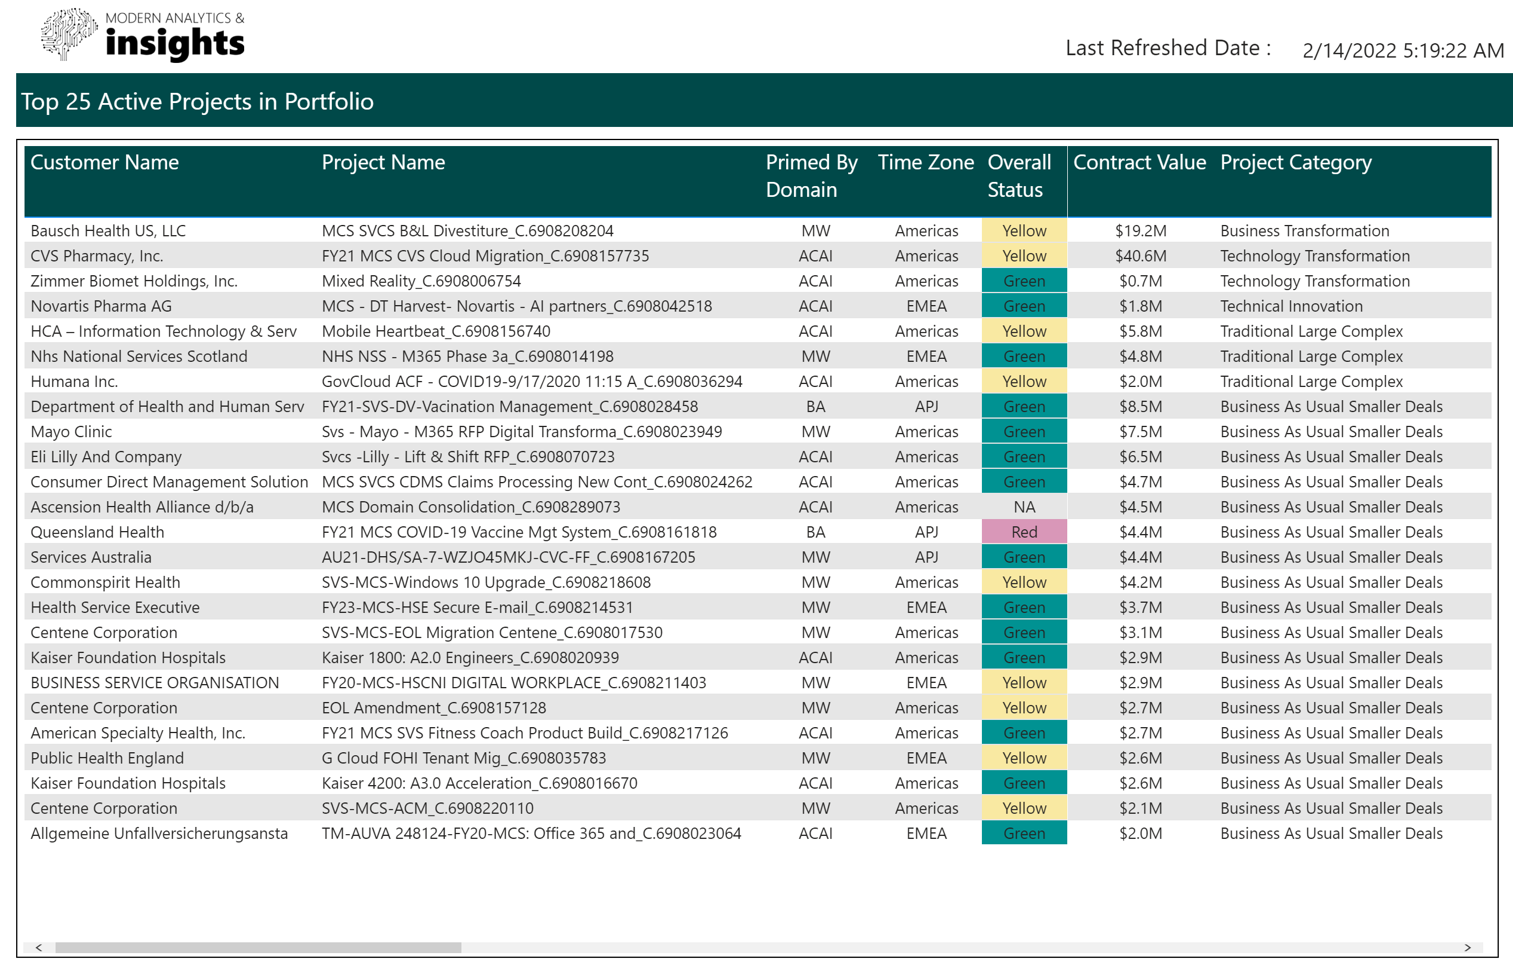 MODERN ANALYTICS &
insights
Last Refreshed Date : 2/14/2022 5:19:22 AM
Top 25 Active Projects in Portfolio
Customer Name Project Name Primed By Domain Time Zone Overall Status Contract Value Project Category
Bausch Health US, LLC MCS SVCS B&L Divestiture_C.6908208204 MW Americas Yellow $19.2M Business Transformation
CVS Pharmacy, Inc. FY21 MCS CVS Cloud Migration_C.6908157735 ACAI Americas Yellow $40.6M Technology Transformation
Zimmer Biomet Holdings, Inc. Mixed Reality_C.6908006754 ACAI Americas Green $0.7M Technology Transformation
Novartis Pharma AG MCS - DT Harvest- Novartis - AI partners_C.6908042518 ACAI EMEA Green $1.8M Technical Innovation
HCA – Information Technology & Serv Mobile Heartbeat_C.6908156740 ACAI Americas Yellow $5.8M Traditional Large Complex
Nhs National Services Scotland NHS NSS - M365 Phase 3a_C.6908014198 MW EMEA Green $4.8M Traditional Large Complex
Humana Inc. GovCloud ACF - COVID19-9/17/2020 11:15 A_C.6908036294 ACAI Americas Yellow $2.0M Traditional Large Complex
Department of Health and Human Serv FY21-SVS-DV-Vacination Management_C.6908028458 BA APJ Green $8.5M Business As Usual Smaller Deals
Mayo Clinic Svs - Mayo - M365 RFP Digital Transforma_C.6908023949 MW Americas Green $7.5M Business As Usual Smaller Deals
Eli Lilly And Company Svcs -Lilly - Lift & Shift RFP_C.6908070723 ACAI Americas Green $6.5M Business As Usual Smaller Deals
Consumer Direct Management Solution MCS SVCS CDMS Claims Processing New Cont_C.6908024262 ACAI Americas Green $4.7M Business As Usual Smaller Deals
Ascension Health Alliance d/b/a MCS Domain Consolidation_C.6908289073 ACAI Americas NA $4.5M Business As Usual Smaller Deals
Queensland Health FY21 MCS COVID-19 Vaccine Mgt System_C.6908161818 BA APJ Red $4.4M Business As Usual Smaller Deals
Services Australia AU21-DHS/SA-7-WZJO45MKJ-CVC-FF_C.6908167205 MW APJ Green $4.4M Business As Usual Smaller Deals
Commonspirit Health SVS-MCS-Windows 10 Upgrade_C.6908218608 MW Americas Yellow $4.2M Business As Usual Smaller Deals
Health Service Executive FY23-MCS-HSE Secure E-mail_C.6908214531 MW EMEA Green $3.7M Business As Usual Smaller Deals
Centene Corporation SVS-MCS-EOL Migration Centene_C.6908017530 MW Americas Green $3.1M Business As Usual Smaller Deals
Kaiser Foundation Hospitals Kaiser 1800: A2.0 Engineers_C.6908020939 ACAI Americas Green $2.9M Business As Usual Smaller Deals
BUSINESS SERVICE ORGANISATION FY20-MCS-HSCNI DIGITAL WORKPLACE_C.6908211403 MW EMEA Yellow $2.9M Business As Usual Smaller Deals
Centene Corporation EOL Amendment_C.6908157128 MW Americas Yellow $2.7M Business As Usual Smaller Deals
American Specialty Health, Inc. FY21 MCS SVS Fitness Coach Product Build_C.6908217126 ACAI Americas Green $2.7M Business As Usual Smaller Deals
Public Health England G Cloud FOHI Tenant Mig_C.6908035783 MW EMEA Yellow $2.6M Business As Usual Smaller Deals
Kaiser Foundation Hospitals Kaiser 4200: A3.0 Acceleration_C.6908016670 ACAI Americas Green $2.6M Business As Usual Smaller Deals
Centene Corporation SVS-MCS-ACM_C.6908220110 MW Americas Yellow $2.1M Business As Usual Smaller Deals
Allgemeine Unfallversicherungsansta TM-AUVA 248124-FY20-MCS: Office 365 and_C.6908023064 ACAI EMEA Green $2.0M Business As Usual Smaller Deals